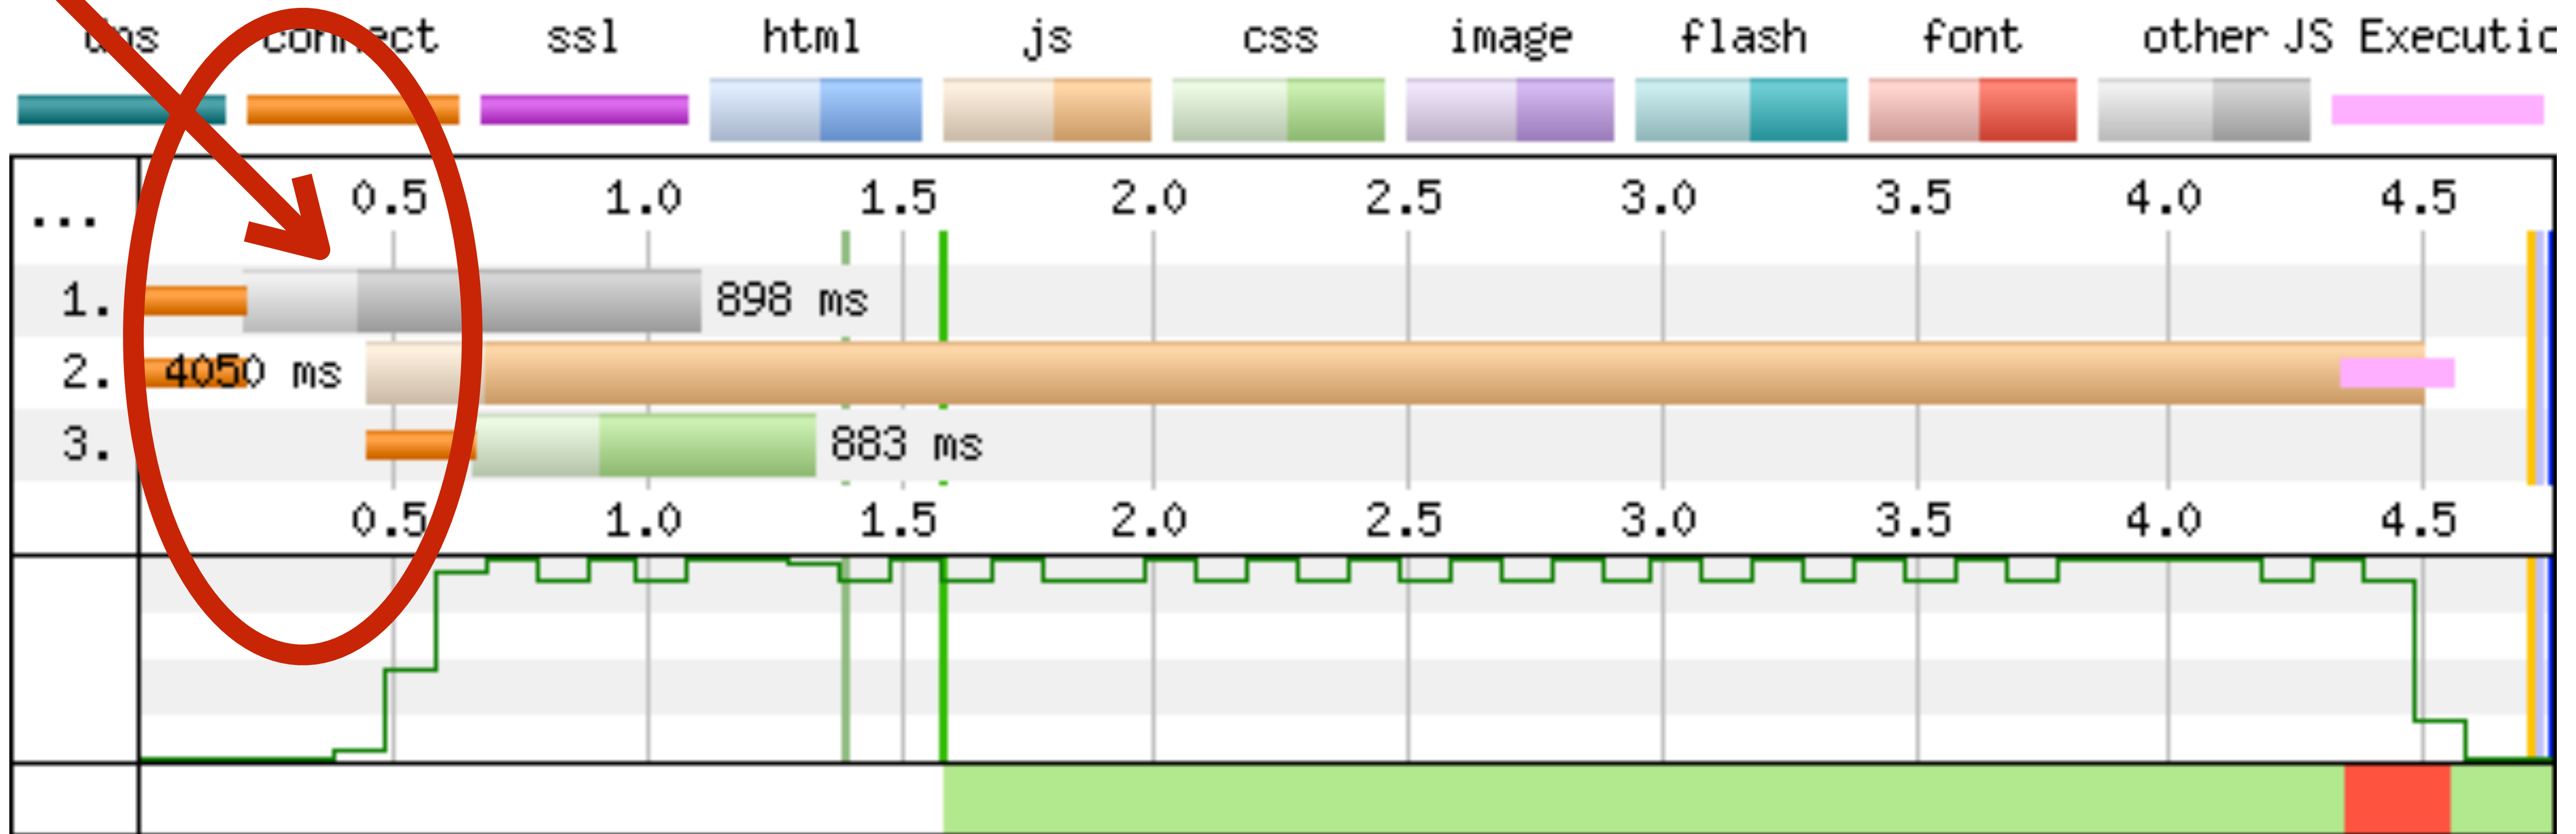 dns connect ssl html js css image flash font other JS Executio
... 0.5 1.0 1.5 2.0 2.5 3.0 3.5 4.0 4.5
1. 898 ms
2. 4050 ms
3. 883 ms
0.5 1.0 1.5 2.0 2.5 3.0 3.5 4.0 4.5